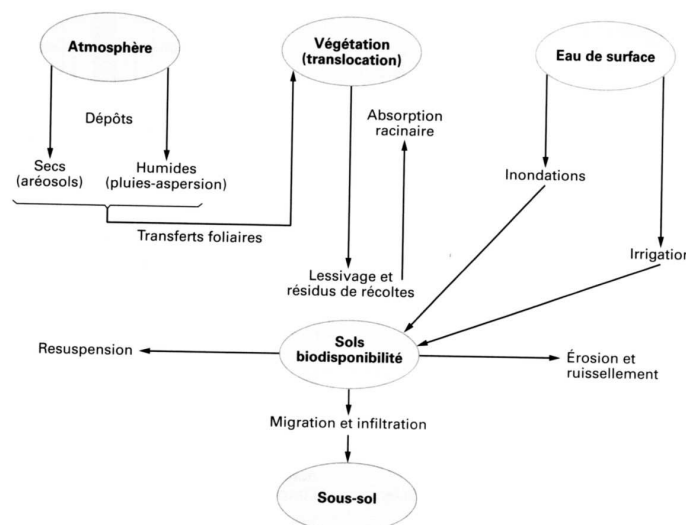 Atmosphère
Végétation
(translocation)
Eau de surface
Dépôts
Absorption
racinaire
Secs
(aréosols)
Humides
(pluies-aspersion)
Inondations
Transferts foliaires
Irrigation
Lessivage et
résidus de récoltes
Resuspension
Sols
biodisponibilité
Érosion et
ruissellement
Migration et infiltration
Sous-sol